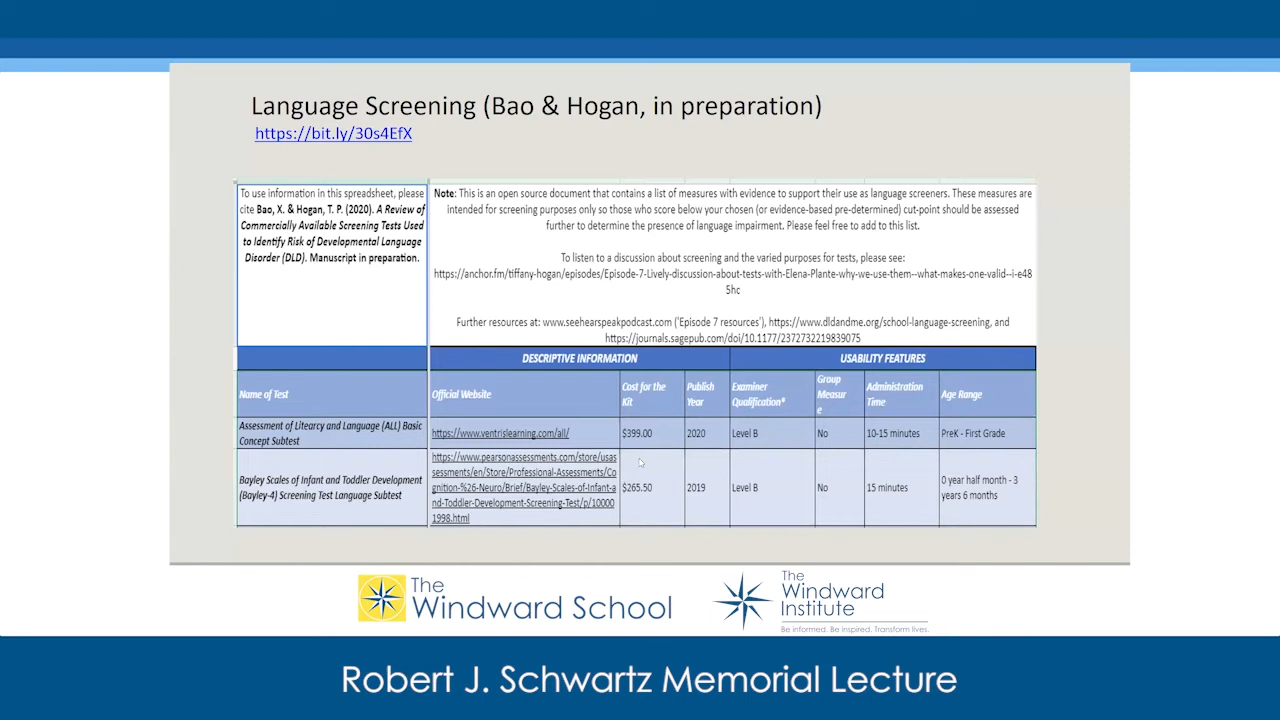 Language Screening (Bao & Hogan, in preparation)
https://bit.ly/30s4EfX
To use information in this spreadsheet, please
cite Bao, X. & Hogan, T. P. (2020). A Review of
Commercially Available Screening Tests Used
to Identify Risk of Developmental Language
Disorder (DLD). Manuscript in preparation.
Note: This is an open source document that contains a list of measures with evidence to support their use as language screeners. These measures are
intended for screening purposes only so those who score below your chosen (or evidence-based pre-determined) cut-point should be assessed
further to determine the presence of language impairment. Please feel free to add to this list.
To listen to a discussion about screening and the varied purposes for tests, please see:
https://anchor.fm/tiffany-hogan/episodes/Episode-7-Lively-discussion-about-tests-with-Elena-Plante-why-we-use-them--what-makes-one-valid--i-e48
5hc
Further resources at: www.seehearspeakpodcast.com ('Episode 7 resources'), https://www.dldandme.org/school-language-screening, and
https://journals.sagepub.com/doi/10.1177/2372732219839075
DESCRIPTIVE INFORMATION
USABILITY FEATURES
Name of Test
Official Website
Cost for the
Kit
Publish
Year
Examiner
Qualification*
Group
Measur
e
Administration
Time
Age Range
Assessment of Litearcy and Language (ALL) Basic
Concept Subtest
https://www.ventrislearning.com/all/
$399.00
2020
Level B
No
10-15 minutes
PreK - First Grade
Bayley Scales of Infant and Toddler Development
(Bayley-4) Screening Test Language Subtest
https://www.pearsonassessments.com/store/usas
sessments/en/Store/Professional-Assessments/Co
gnition-%26-Neuro/Brief/Bayley-Scales-of-Infant-a
nd-Toddler-Development-Screening-Test/p/10000
1998.html
$265.50
2019
Level B
No
15 minutes
0 year half month - 3
years 6 months
The
Windward School
The
Windward
Institute
Be informed. Be inspired. Transform lives.
Robert J. Schwartz Memorial Lecture